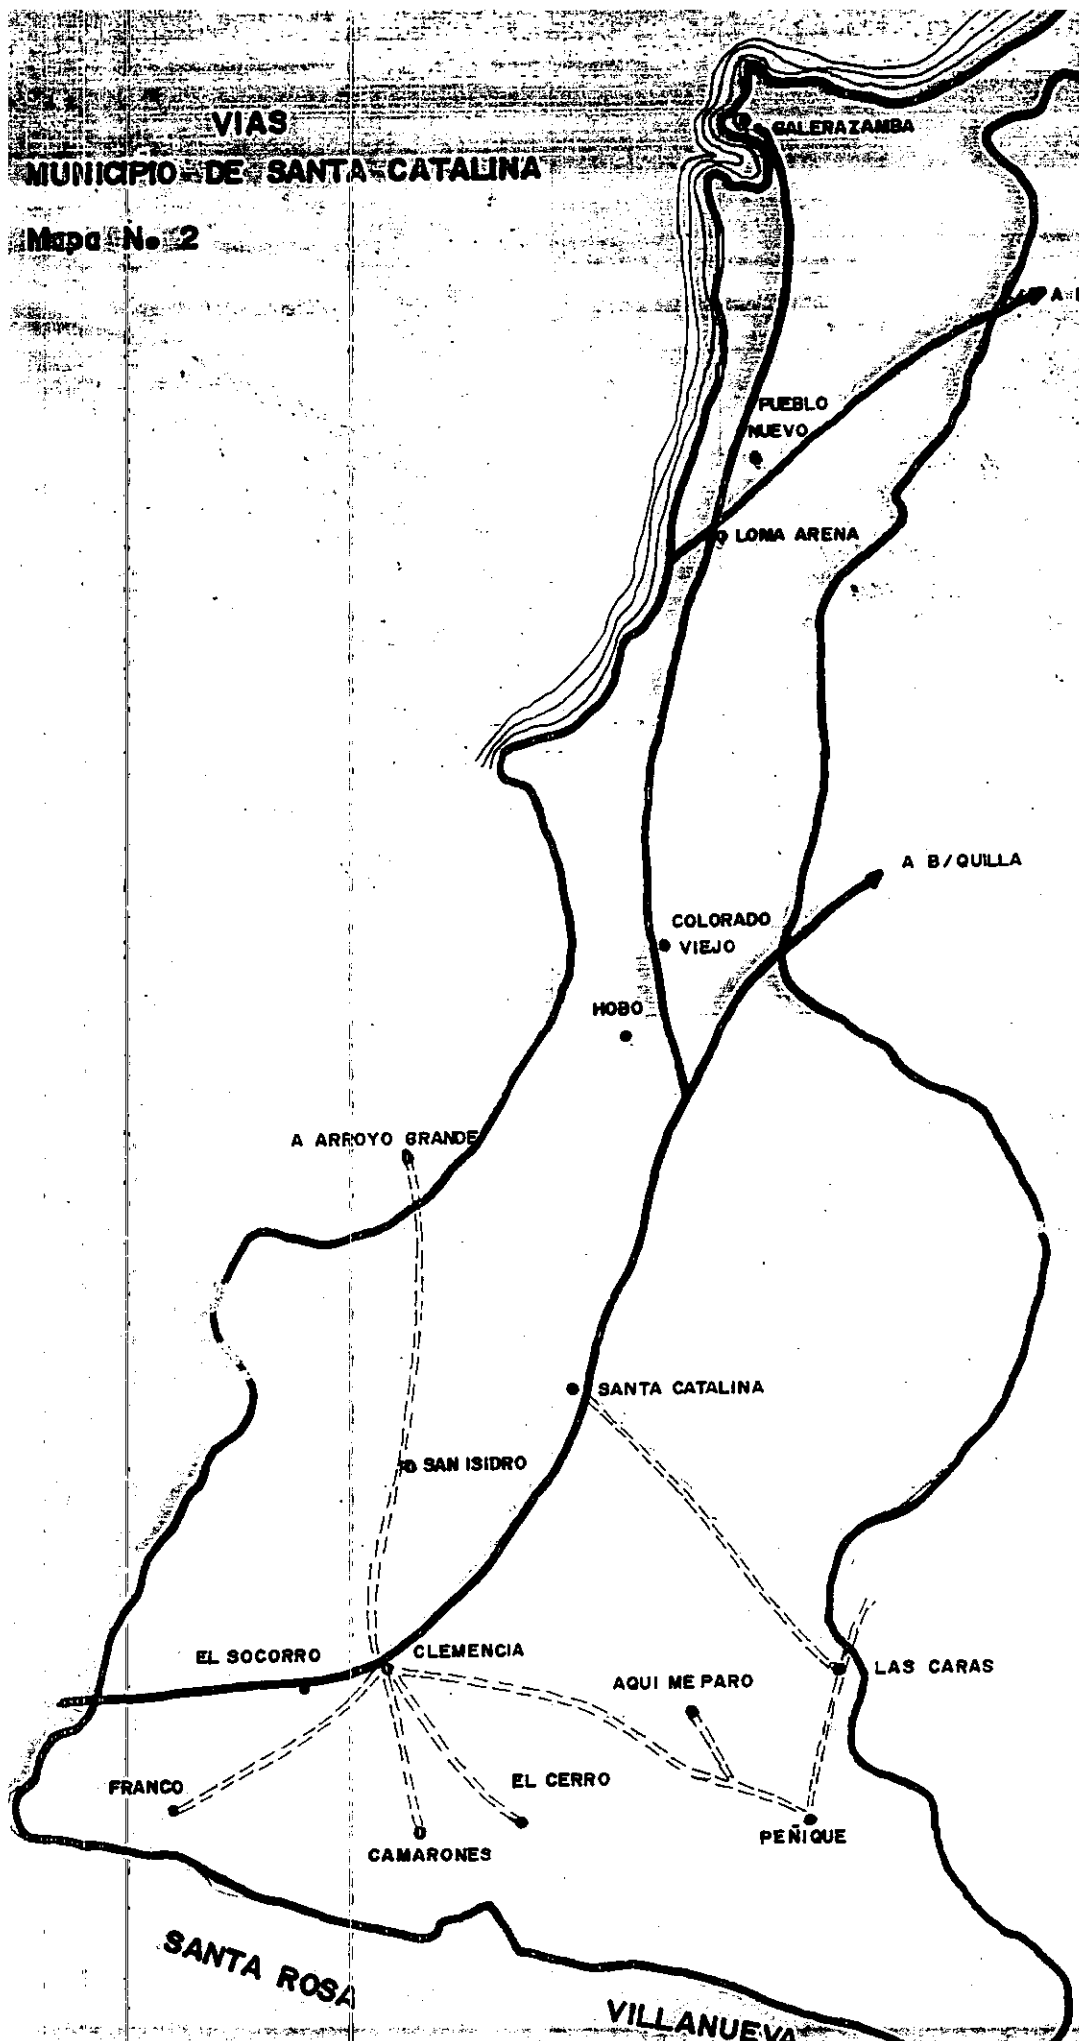 VIAS
MUNICIPIO DE SANTA-CATALINA
Mapa No 2
GALERAZAMBA
A
PUEBLO
NUEVO
LOMA ARENA
A B/QUILLA
COLORADO
VIEJO
HOBO
A ARROYO GRANDE
SANTA CATALINA
SAN ISIDRO
EL SOCORRO
CLEMENCIA
LAS CARAS
AQUI ME PARO
FRANCO
EL CERRO
CAMARONES
PEÑIQUE
SANTA ROSA
VILLANUEVA